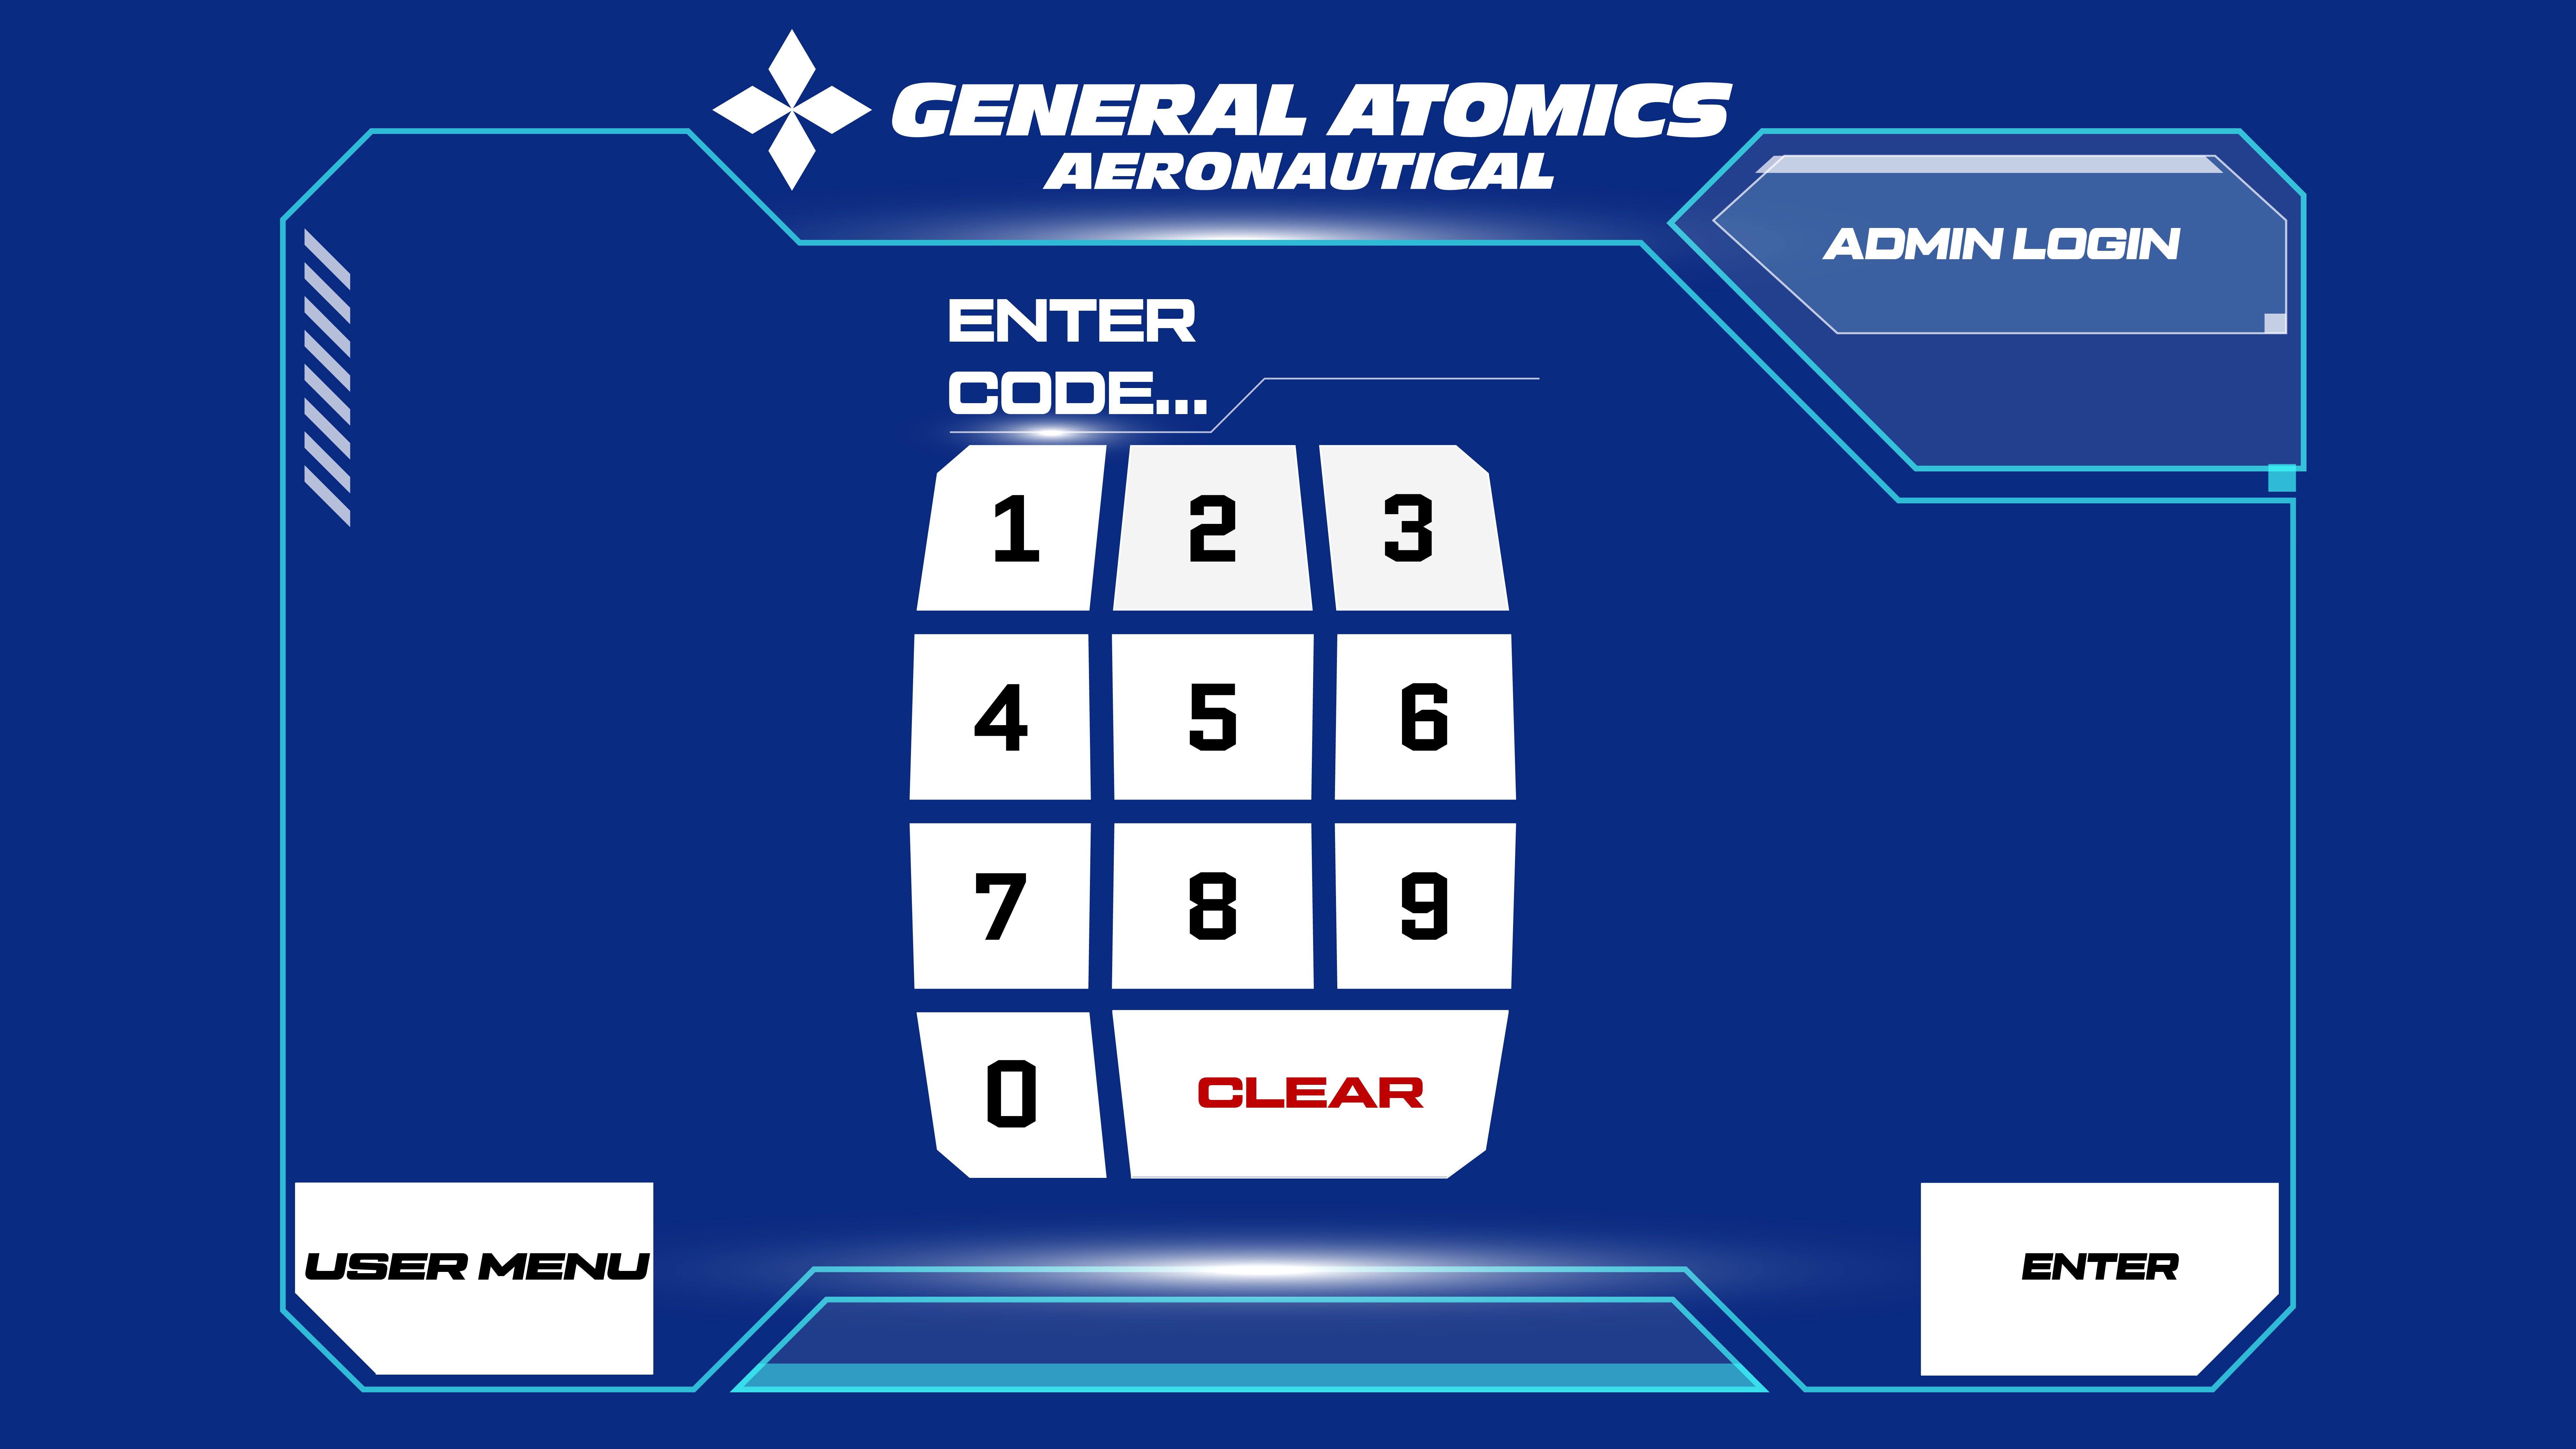 GENERAL ATOMICS
AERONAUTICAL
ADMIN LOGIN
ENTER
CODE...
1 2 3
4 5 6
7 8 9
0 CLEAR
USER MENU
ENTER